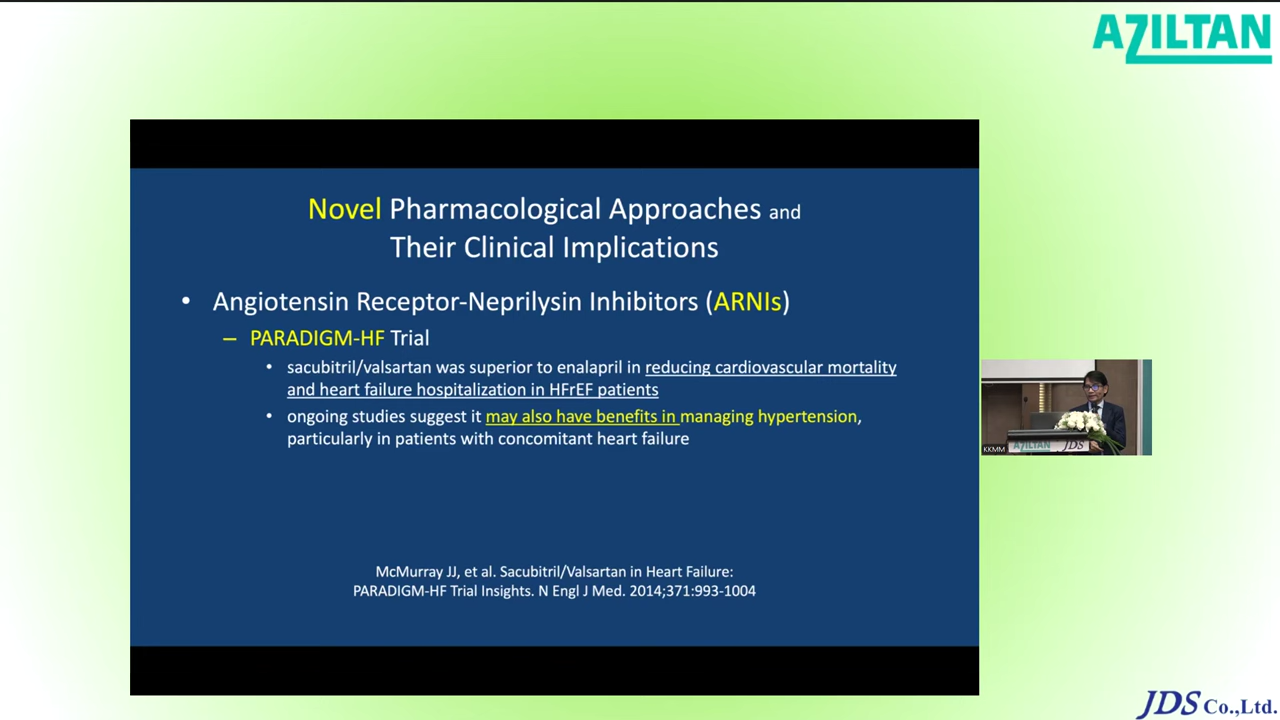 AZILTAN
Novel Pharmacological Approaches and
Their Clinical Implications
• Angiotensin Receptor-Neprilysin Inhibitors (ARNIs)
– PARADIGM-HF Trial
• sacubitril/valsartan was superior to enalapril in reducing cardiovascular mortality
and heart failure hospitalization in HFrEF patients
• ongoing studies suggest it may also have benefits in managing hypertension,
particularly in patients with concomitant heart failure
McMurray JJ, et al. Sacubitril/Valsartan in Heart Failure:
PARADIGM-HF Trial Insights. N Engl J Med. 2014;371:993-1004
KKMM
AZILTAN
JDS
JDS Co.,Ltd.